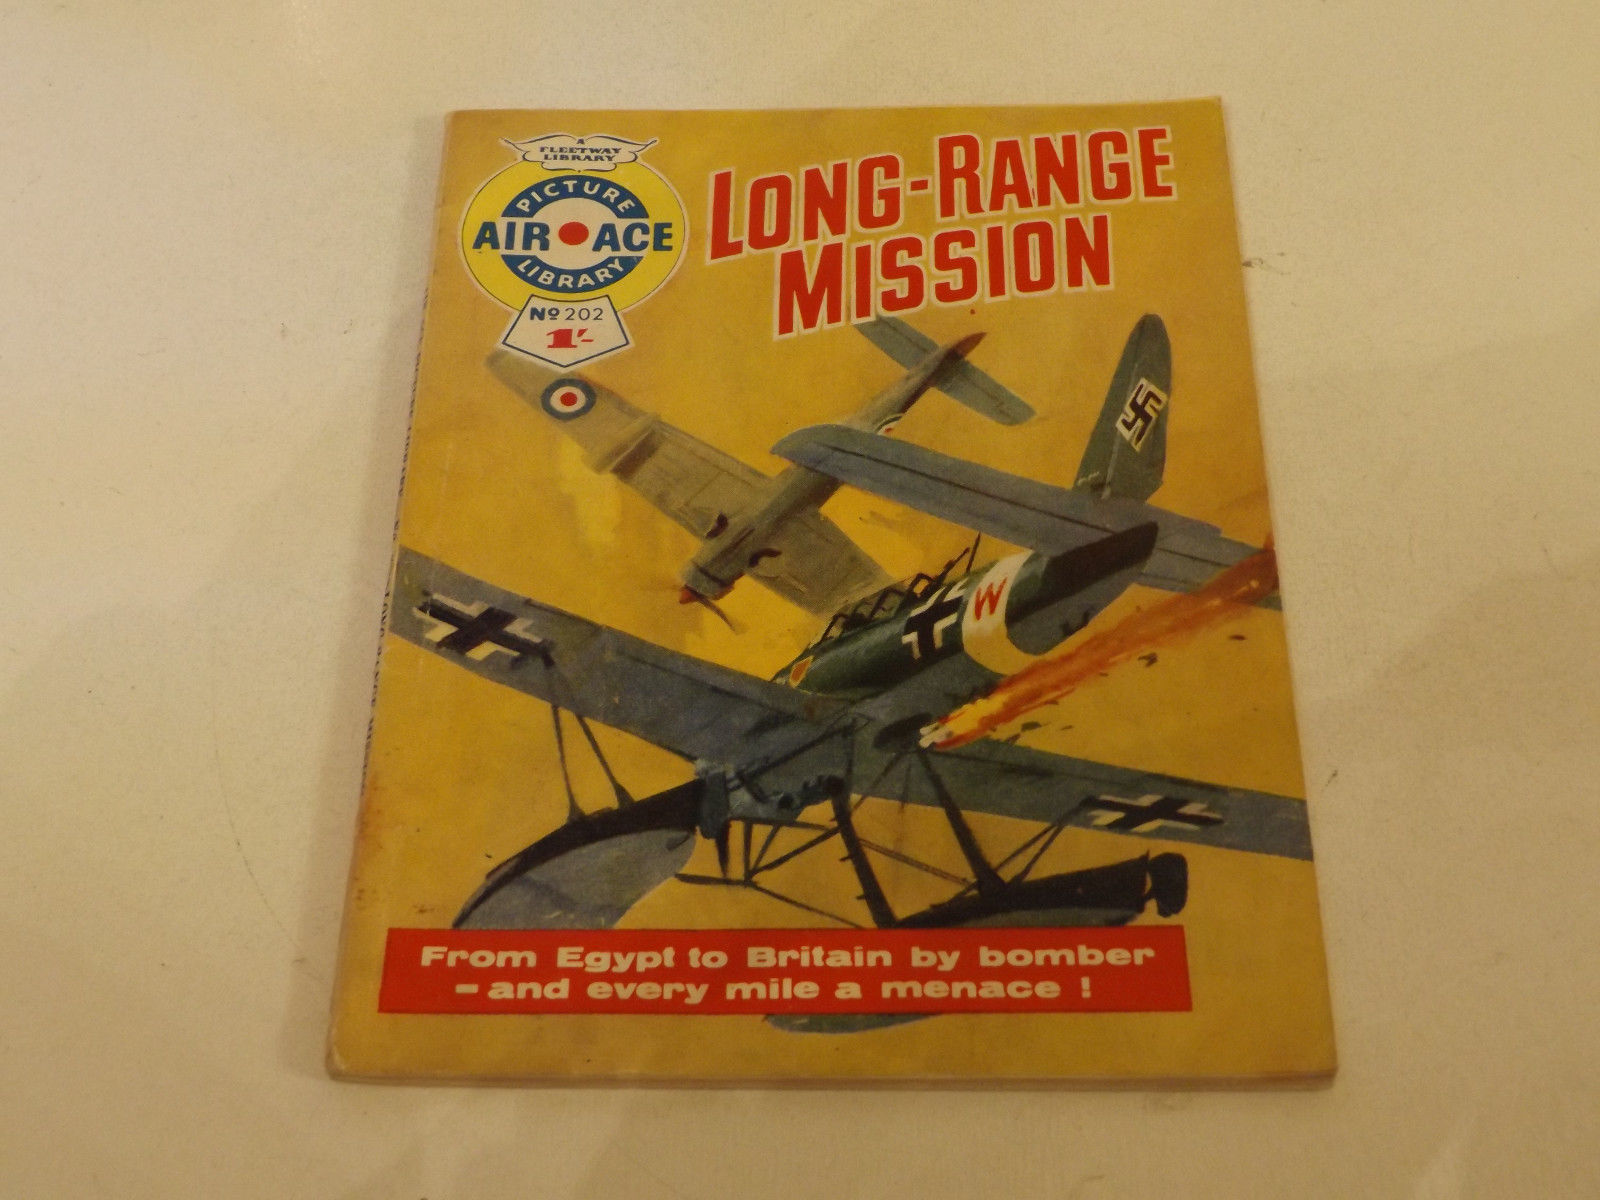 A
FLEETWAY
LIBRARY
PICTURE
AIR ACE
LIBRARY
No 202
1/-
LONG-RANGE
MISSION
W
From Egypt to Britain by bomber
– and every mile a menace !